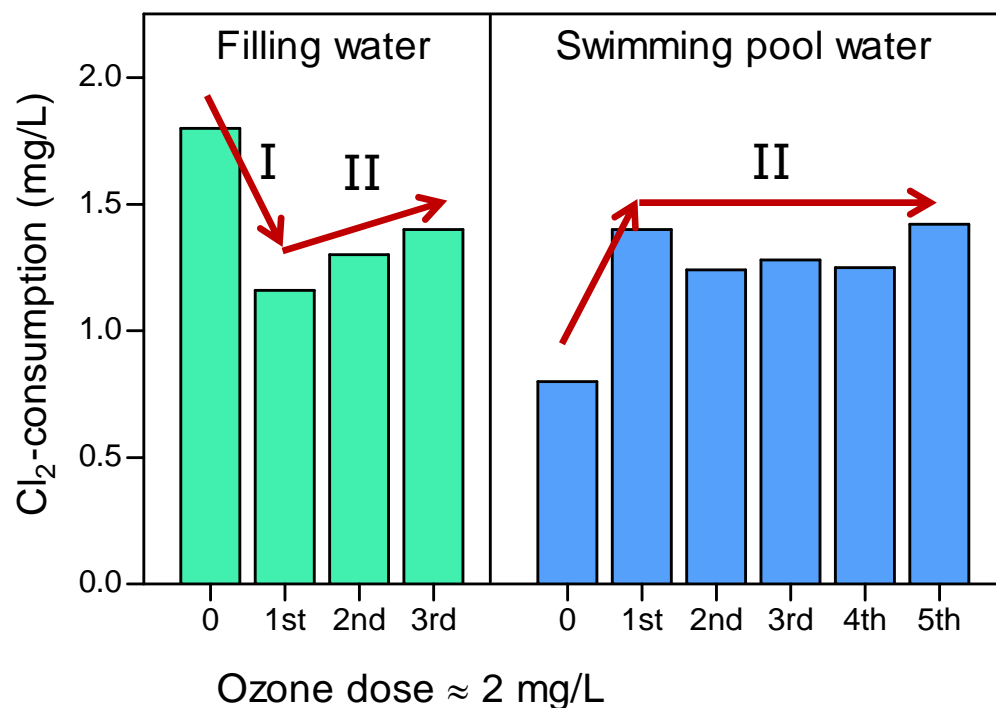 Filling water
Swimming pool water
I
II
II
Cl₂-consumption (mg/L)
2.0
1.5
1.0
0.5
0.0
0 1st 2nd 3rd
0 1st 2nd 3rd 4th 5th
Ozone dose ≈ 2 mg/L